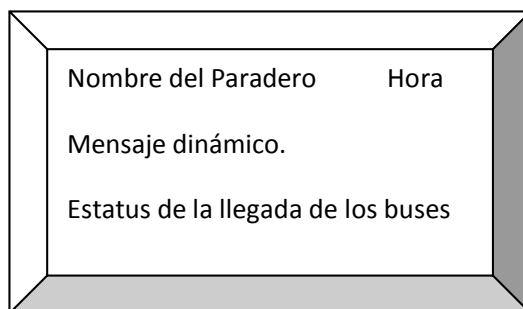 Nombre del Paradero Hora
Mensaje dinámico.
Estatus de la llegada de los buses